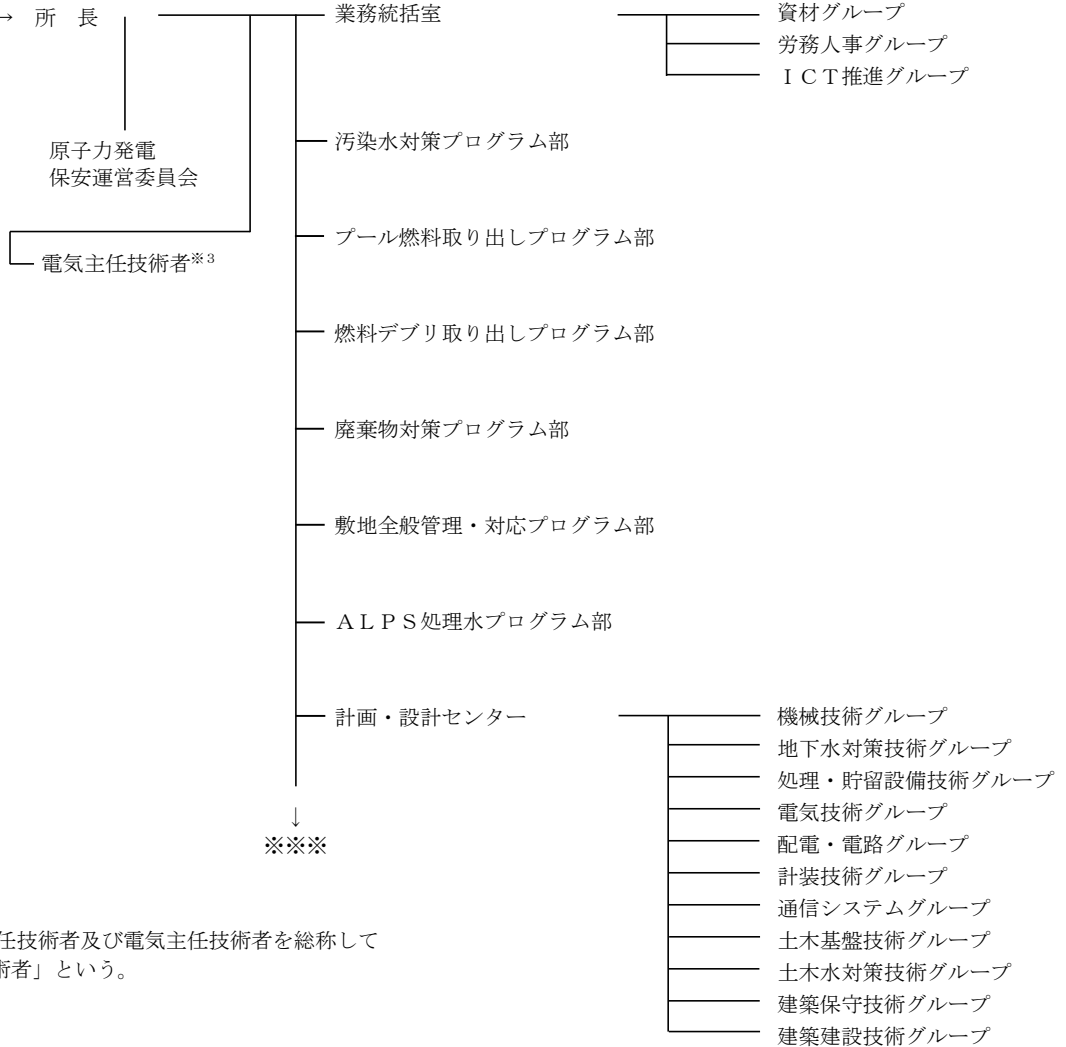 → 所 長
業務統括室
資材グループ
労務人事グループ
ＩＣＴ推進グループ
原子力発電
保安運営委員会
電気主任技術者※3
汚染水対策プログラム部
プール燃料取り出しプログラム部
燃料デブリ取り出しプログラム部
廃棄物対策プログラム部
敷地全般管理・対応プログラム部
ＡＬＰＳ処理水プログラム部
計画・設計センター
機械技術グループ
地下水対策技術グループ
処理・貯留設備技術グループ
電気技術グループ
配電・電路グループ
計装技術グループ
通信システムグループ
土木基盤技術グループ
土木水対策技術グループ
建築保守技術グループ
建築建設技術グループ
↓
※※※
任技術者及び電気主任技術者を総称して
術者」という。